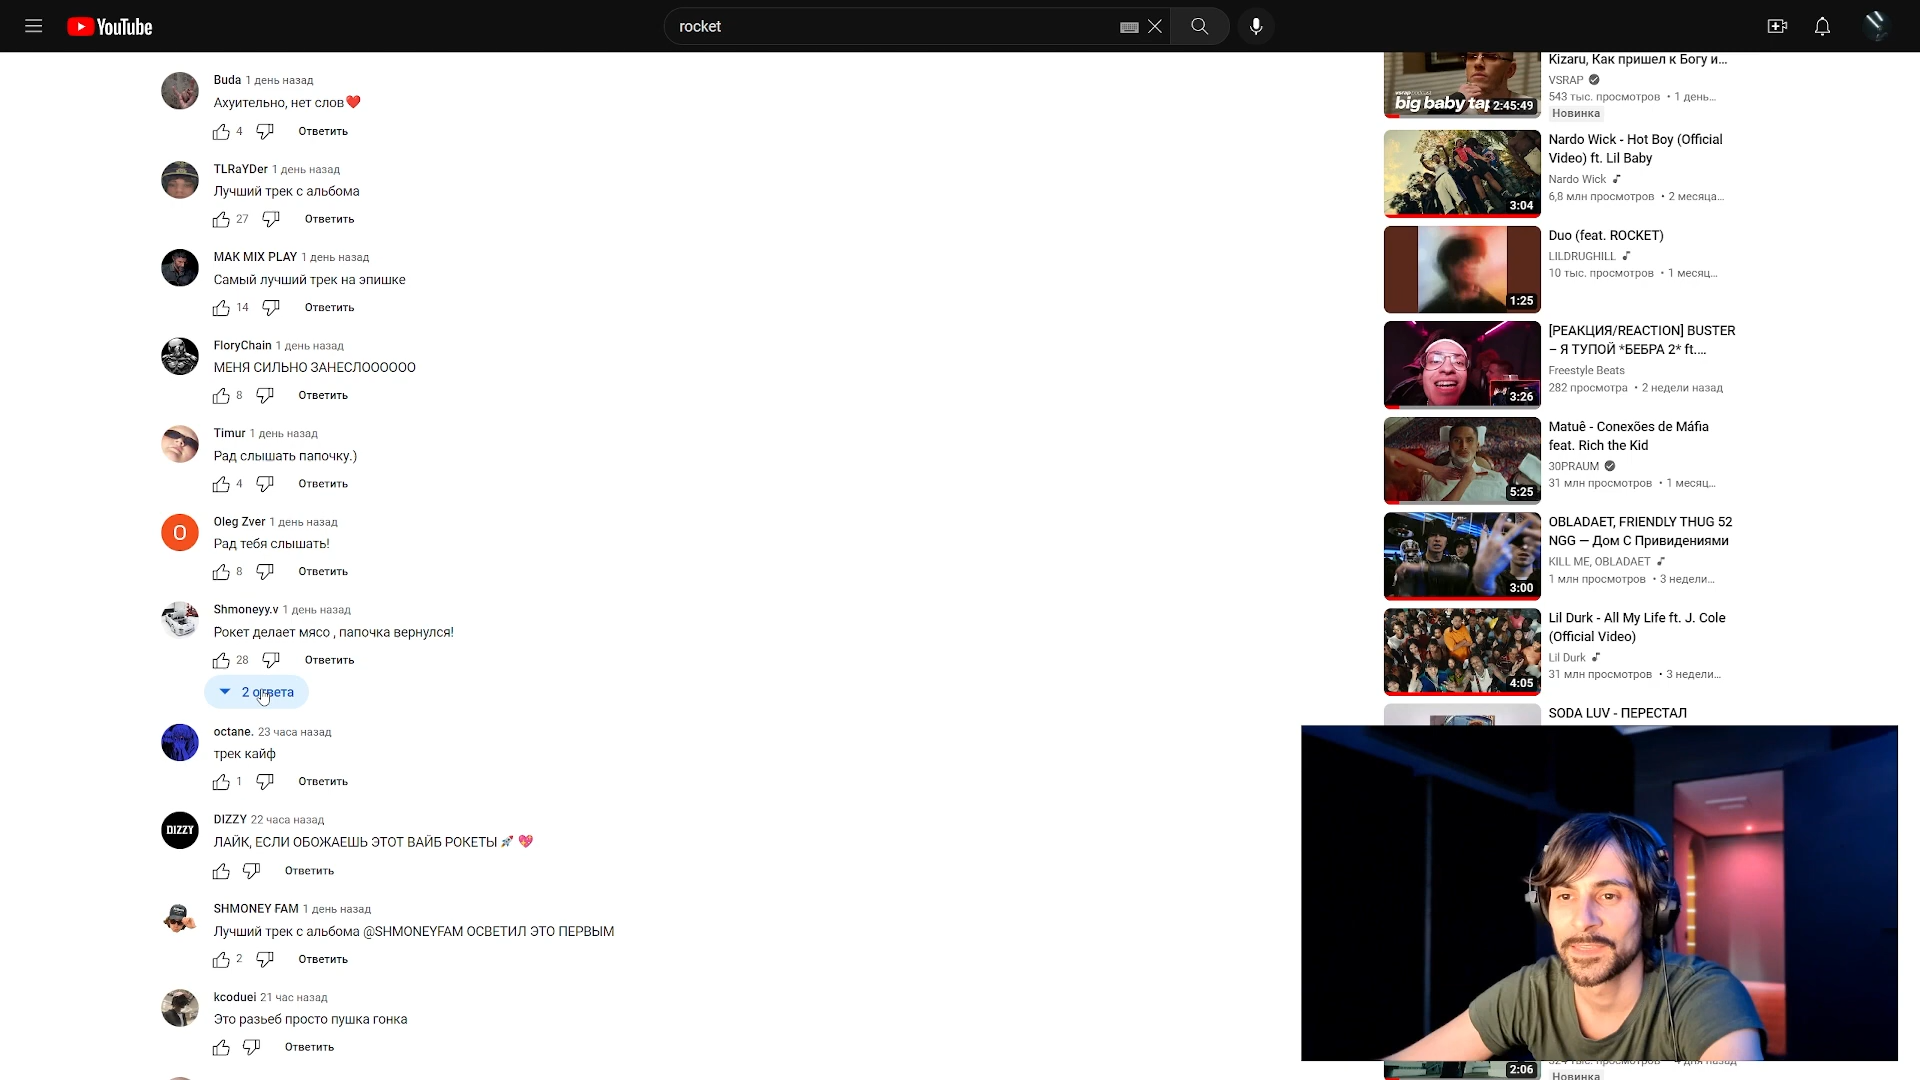 YouTube
rocket
Buda 1 день назад
Ахуительно, нет слов❤️
4 Ответить
TLRaYDer 1 день назад
Лучший трек с альбома
27 Ответить
MAK MIX PLAY 1 день назад
Самый лучший трек на эпишке
14 Ответить
FloryChain 1 день назад
МЕНЯ СИЛЬНО ЗАНЕСЛОООООО
8 Ответить
Timur 1 день назад
Рад слышать папочку.)
4 Ответить
O
Oleg Zver 1 день назад
Рад тебя слышать!
8 Ответить
Shmoneyy.v 1 день назад
Рокет делает мясо , папочка вернулся!
28 Ответить
2 ответа
octane. 23 часа назад
трек кайф
1 Ответить
DIZZY
DIZZY 22 часа назад
ЛАЙК, ЕСЛИ ОБОЖАЕШЬ ЭТОТ ВАЙБ РОКЕТЫ🚀 💖
Ответить
SHMONEY FAM 1 день назад
Лучший трек с альбома @SHMONEYFAM ОСВЕТИЛ ЭТО ПЕРВЫМ
2 Ответить
kcoduei 21 час назад
Это разьеб просто пушка гонка
Ответить
big baby tap
2:45:49
Kizaru, Как пришел к Богу и...
VSRAP
543 тыс. просмотров • 1 день...
Новинка
3:04
Nardo Wick - Hot Boy (Official
Video) ft. Lil Baby
Nardo Wick
6,8 млн просмотров • 2 месяца...
1:25
Duo (feat. ROCKET)
LILDRUGHILL
10 тыс. просмотров • 1 месяц...
3:26
[РЕАКЦИЯ/REACTION] BUSTER
– Я ТУПОЙ *БЕБРА 2* ft....
Freestyle Beats
282 просмотра • 2 недели назад
5:25
Matuê - Conexões de Máfia
feat. Rich the Kid
30PRAUM
31 млн просмотров • 1 месяц...
3:00
OBLADAET, FRIENDLY THUG 52
NGG — Дом С Привидениями
KILL ME, OBLADAET
1 млн просмотров • 3 недели...
4:05
Lil Durk - All My Life ft. J. Cole
(Official Video)
Lil Durk
31 млн просмотров • 3 недели...
SODA LUV - ПЕРЕСТАЛ
2:06
Новинка